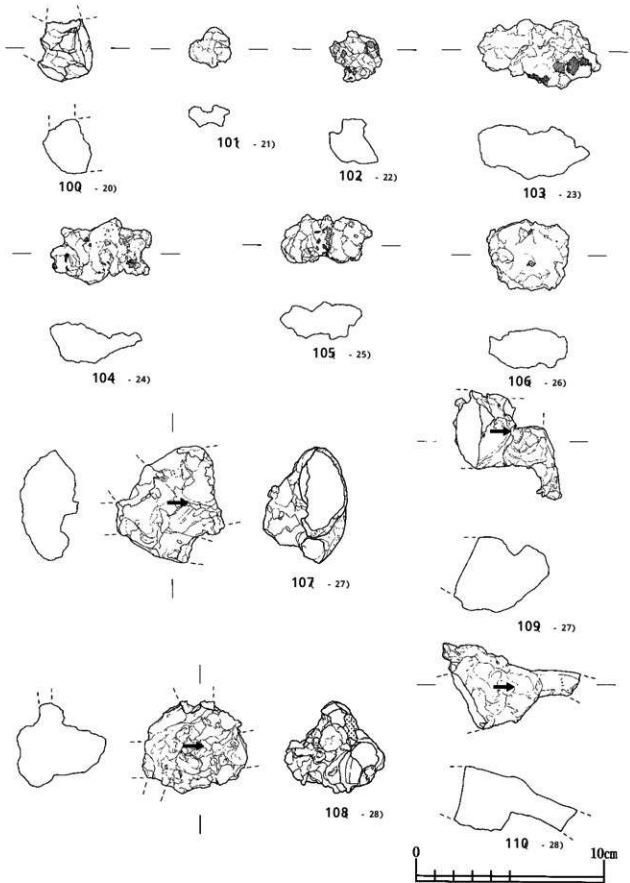 100( - 20)
101( - 21)
102( - 22)
103( - 23)
104( - 24)
105( - 25)
106( - 26)
107( - 27)
109( - 27)
108( - 28)
110( - 28)
0 10cm